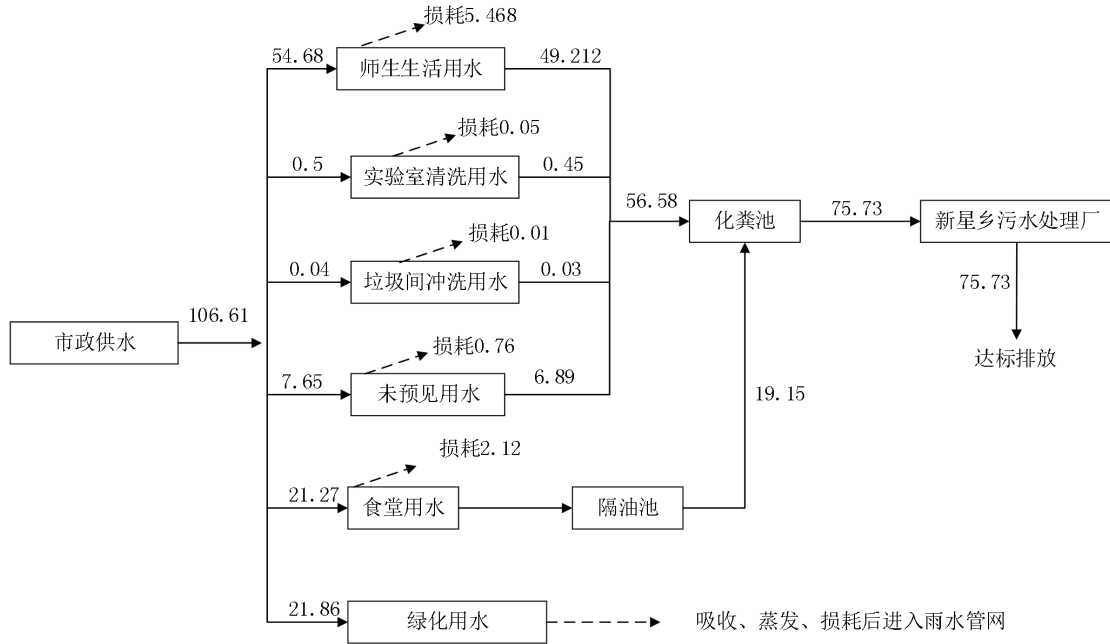 损耗5.468
54.68
师生生活用水
49.212
损耗0.05
0.5
实验室清洗用水
0.45
56.58
化粪池
75.73
新星乡污水处理厂
损耗0.01
0.04
垃圾间冲洗用水
0.03
75.73
106.61
市政供水
达标排放
损耗0.76
7.65
未预见用水
6.89
19.15
损耗2.12
21.27
食堂用水
隔油池
21.86
绿化用水
吸收、蒸发、损耗后进入雨水管网